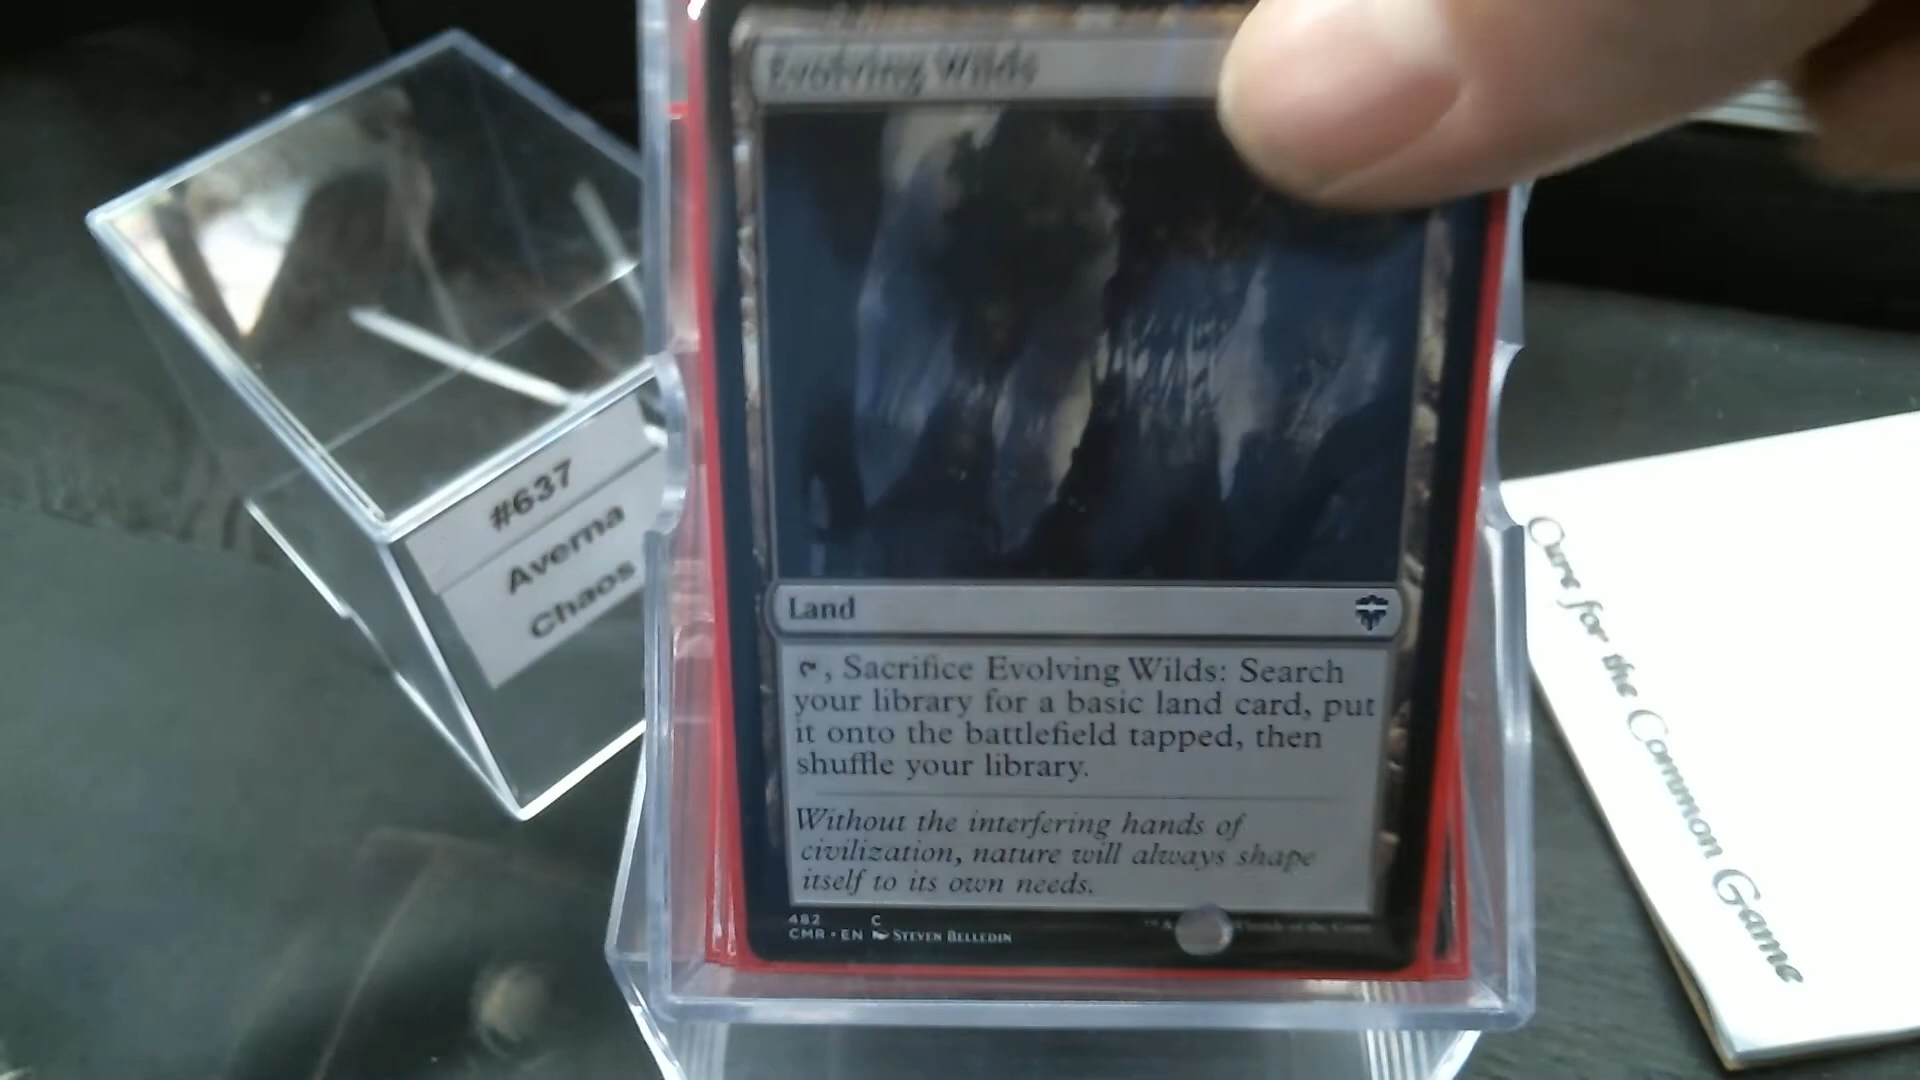 Evolving Wilds
Land
, Sacrifice Evolving Wilds: Search
your library for a basic land card, put
it onto the battlefield tapped, then
shuffle your library.
Without the interfering hands of
civilization, nature will always shape
itself to its own needs.
482 C
CMR • EN STEVEN BELLEDIN
#637
Averna
Chaos
Cure for the Common Game